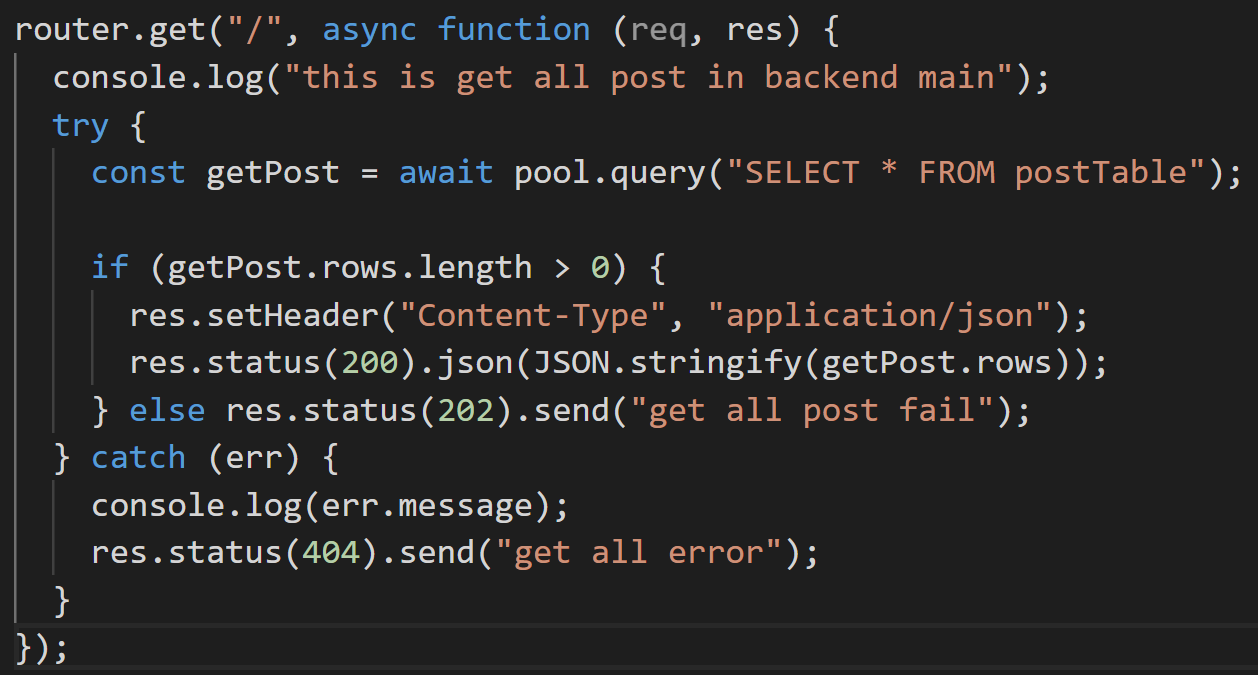 router.get("/", async function (req, res) {
  console.log("this is get all post in backend main");
  try {
    const getPost = await pool.query("SELECT * FROM postTable");

    if (getPost.rows.length > 0) {
      res.setHeader("Content-Type", "application/json");
      res.status(200).json(JSON.stringify(getPost.rows));
    } else res.status(202).send("get all post fail");
  } catch (err) {
    console.log(err.message);
    res.status(404).send("get all error");
  }
});